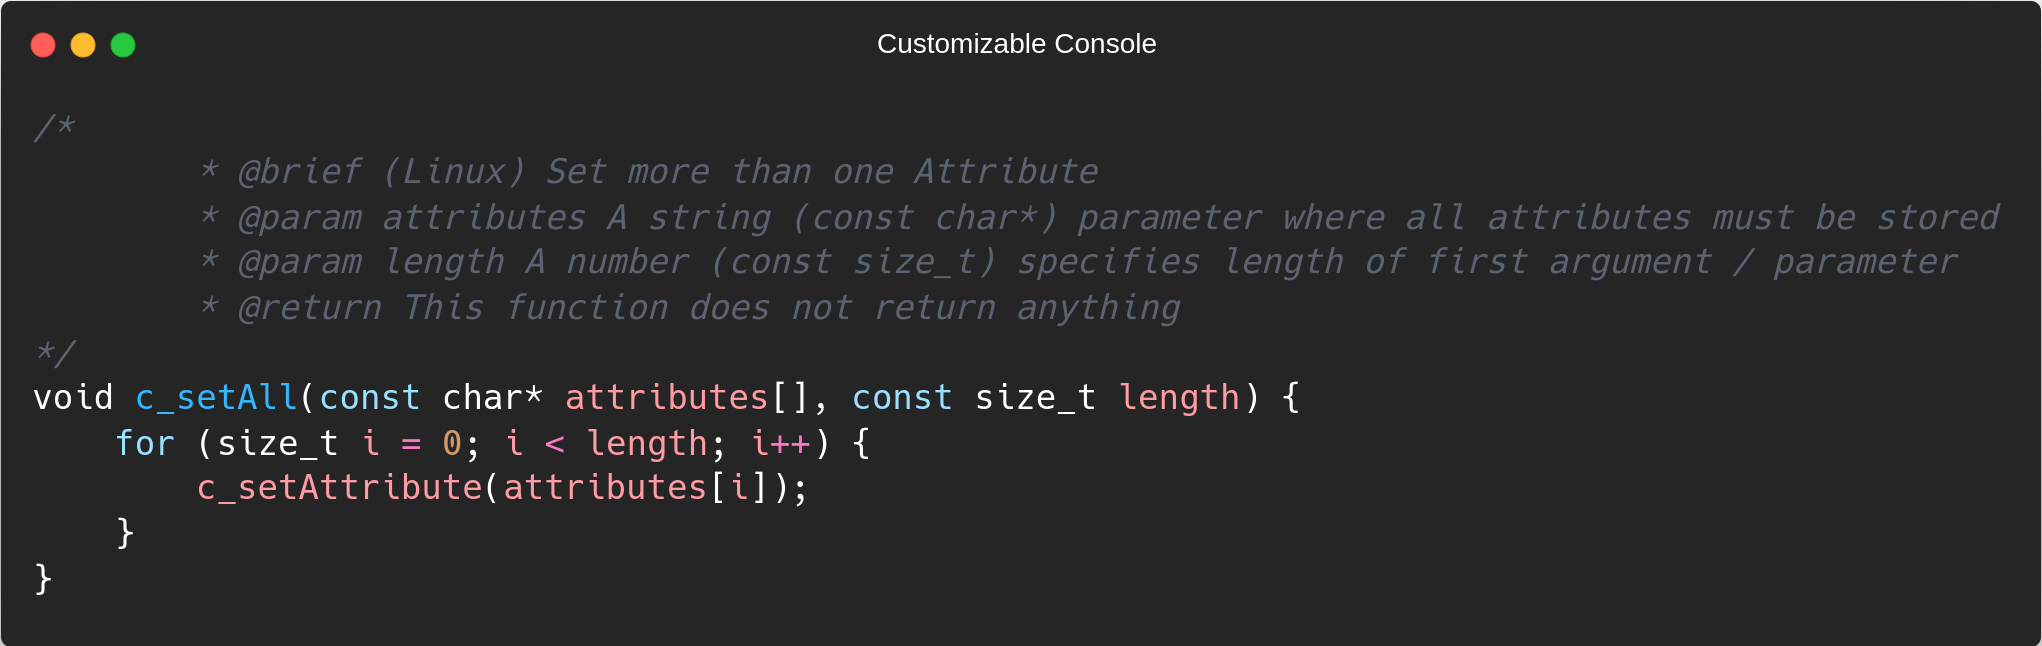 Customizable Console
/*
        * @brief (Linux) Set more than one Attribute
        * @param attributes A string (const char*) parameter where all attributes must be stored
        * @param length A number (const size_t) specifies length of first argument / parameter
        * @return This function does not return anything
*/
void c_setAll(const char* attributes[], const size_t length) {
    for (size_t i = 0; i < length; i++) {
        c_setAttribute(attributes[i]);
    }
}